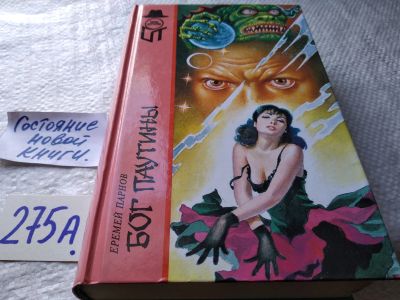 Состояние
новой
книги.
275А
ЕРЕМЕЙ ПАРНОВ
БОГ ПАУТИНЫ